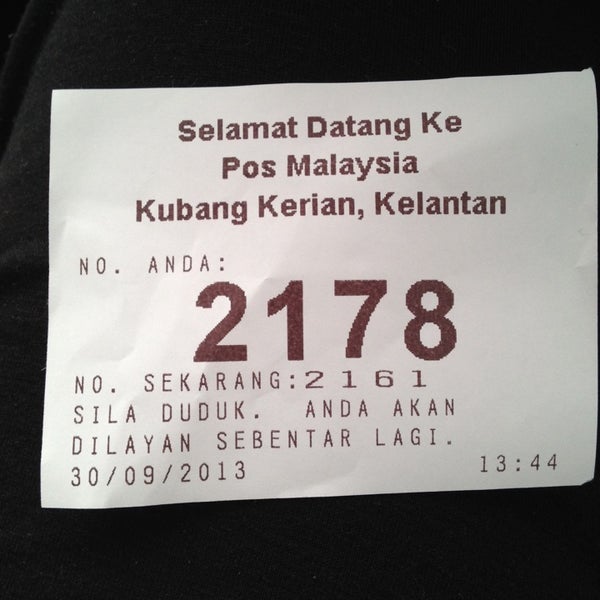 Selamat Datang Ke
Pos Malaysia
Kubang Kerian, Kelantan
NO. ANDA:
2178
NO. SEKARANG:2161
SILA DUDUK. ANDA AKAN
DILAYAN SEBENTAR LAGI.
30/09/2013 13:44